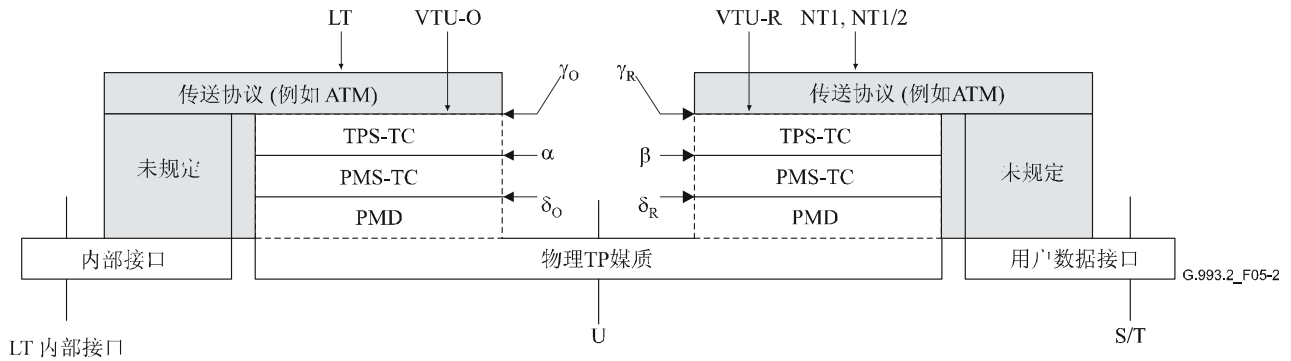 LT VTU-O VTU-R NT1, NT1/2
γO γR
传送协议 (例如 ATM) 传送协议 (例如ATM)
TPS-TC TPS-TC
α β
未规定 PMS-TC PMS-TC 未规定
δO δR
PMD PMD
内部接口 物理TP媒质 用户数据接口
G.993.2_F05-2
U S/T
LT 内部接口